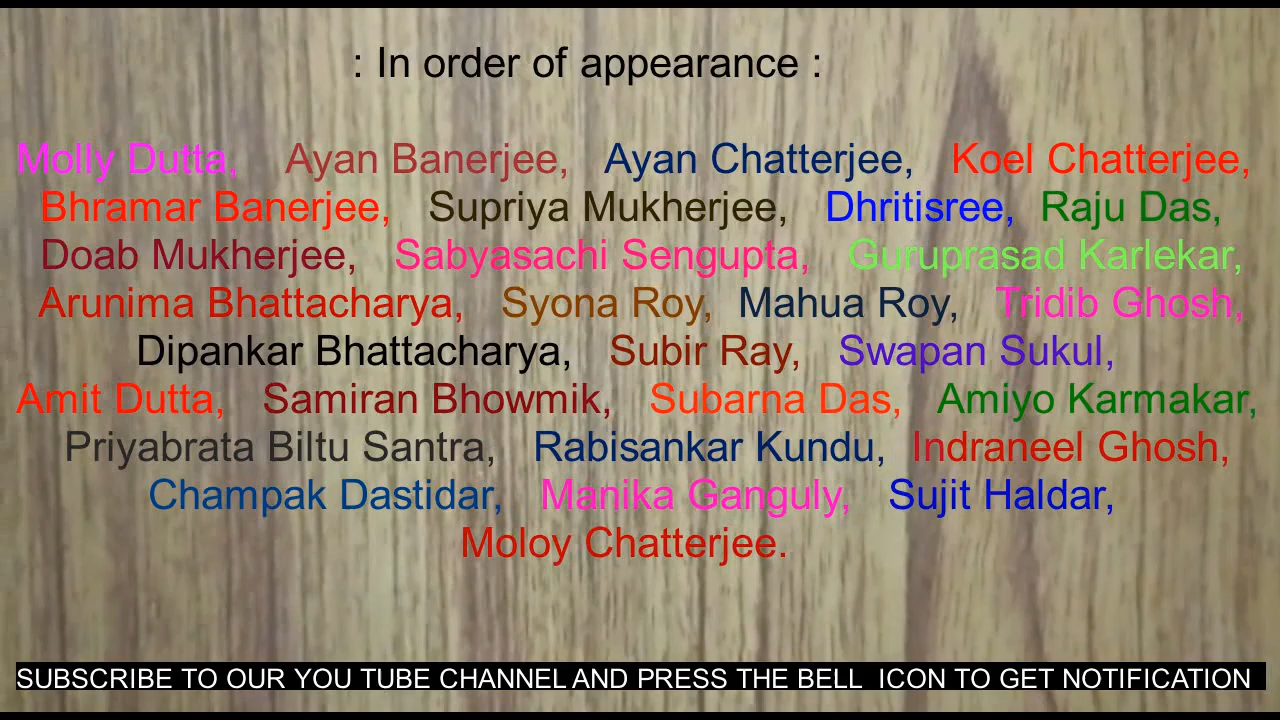 : In order of appearance :
Molly Dutta, Ayan Banerjee, Ayan Chatterjee, Koel Chatterjee,
Bhramar Banerjee, Supriya Mukherjee, Dhritisree, Raju Das,
Doab Mukherjee, Sabyasachi Sengupta, Guruprasad Karlekar,
Arunima Bhattacharya, Syona Roy, Mahua Roy, Tridib Ghosh,
Dipankar Bhattacharya, Subir Ray, Swapan Sukul,
Amit Dutta, Samiran Bhowmik, Subarna Das, Amiyo Karmakar,
Priyabrata Biltu Santra, Rabisankar Kundu, Indraneel Ghosh,
Champak Dastidar, Manika Ganguly, Sujit Haldar,
Moloy Chatterjee.
SUBSCRIBE TO OUR YOU TUBE CHANNEL AND PRESS THE BELL ICON TO GET NOTIFICATION